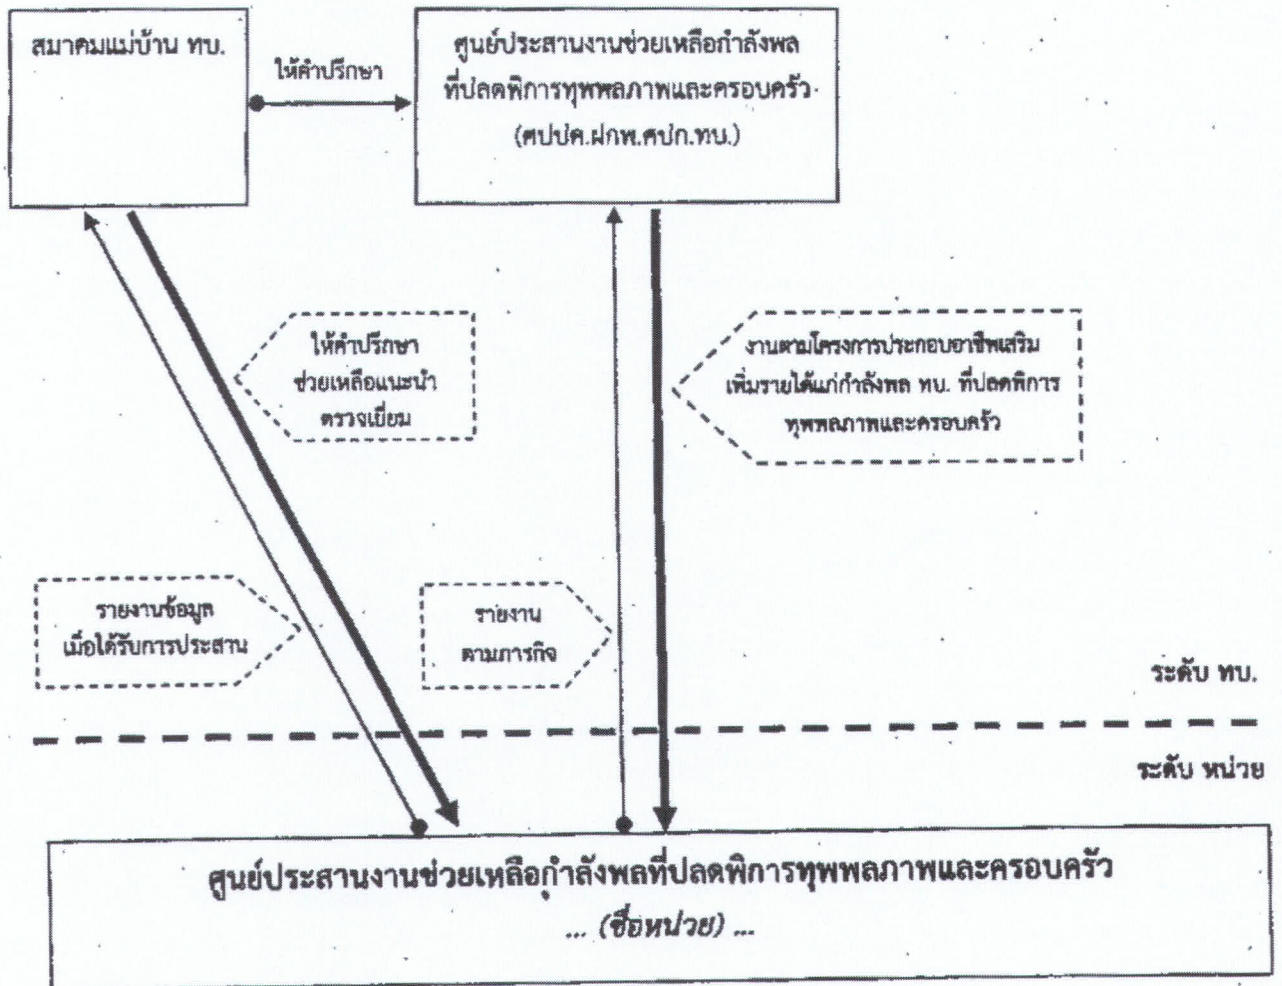 สมาคมแม่บ้าน ทบ.
ให้คำปรึกษา
ศูนย์ประสานงานช่วยเหลือกำลังพล
ที่ปลดพิการทุพพลภาพและครอบครัว
(ศปปค.ฝกพ.ศปก.ทบ.)
ให้คำปรึกษา
ช่วยเหลือแนะนำ
ตรวจเยี่ยม
งานตามโครงการประกอบอาชีพเสริม
เพิ่มรายได้แก่กำลังพล ทบ. ที่ปลดพิการ
ทุพพลภาพและครอบครัว
รายงานข้อมูล
เมื่อได้รับการประสาน
รายงาน
ตามภารกิจ
ระดับ ทบ.
ระดับ หน่วย
ศูนย์ประสานงานช่วยเหลือกำลังพลที่ปลดพิการทุพพลภาพและครอบครัว
... (ชื่อหน่วย) ...